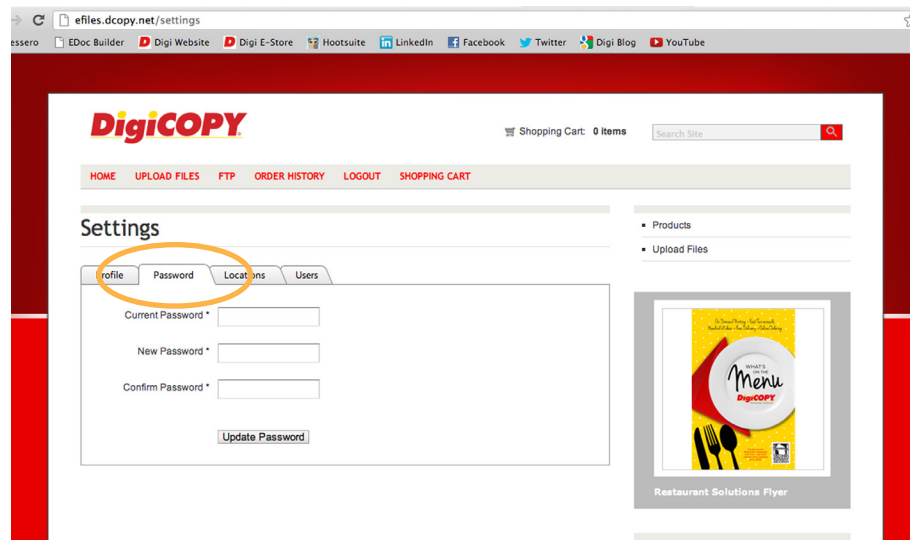 efiles.dcopy.net/settings
essero EDoc Builder Digi Website Digi E-Store Hootsuite LinkedIn Facebook Twitter Digi Blog YouTube
DigiCOPY
Shopping Cart: 0 items Search Site
HOME UPLOAD FILES FTP ORDER HISTORY LOGOUT SHOPPING CART
Settings
Products
Upload Files
Profile Password Locations Users
Current Password *
New Password *
Confirm Password *
Update Password
WHAT'S
ON THE
Menu
DigiCOPY
Restaurant Solutions Flyer